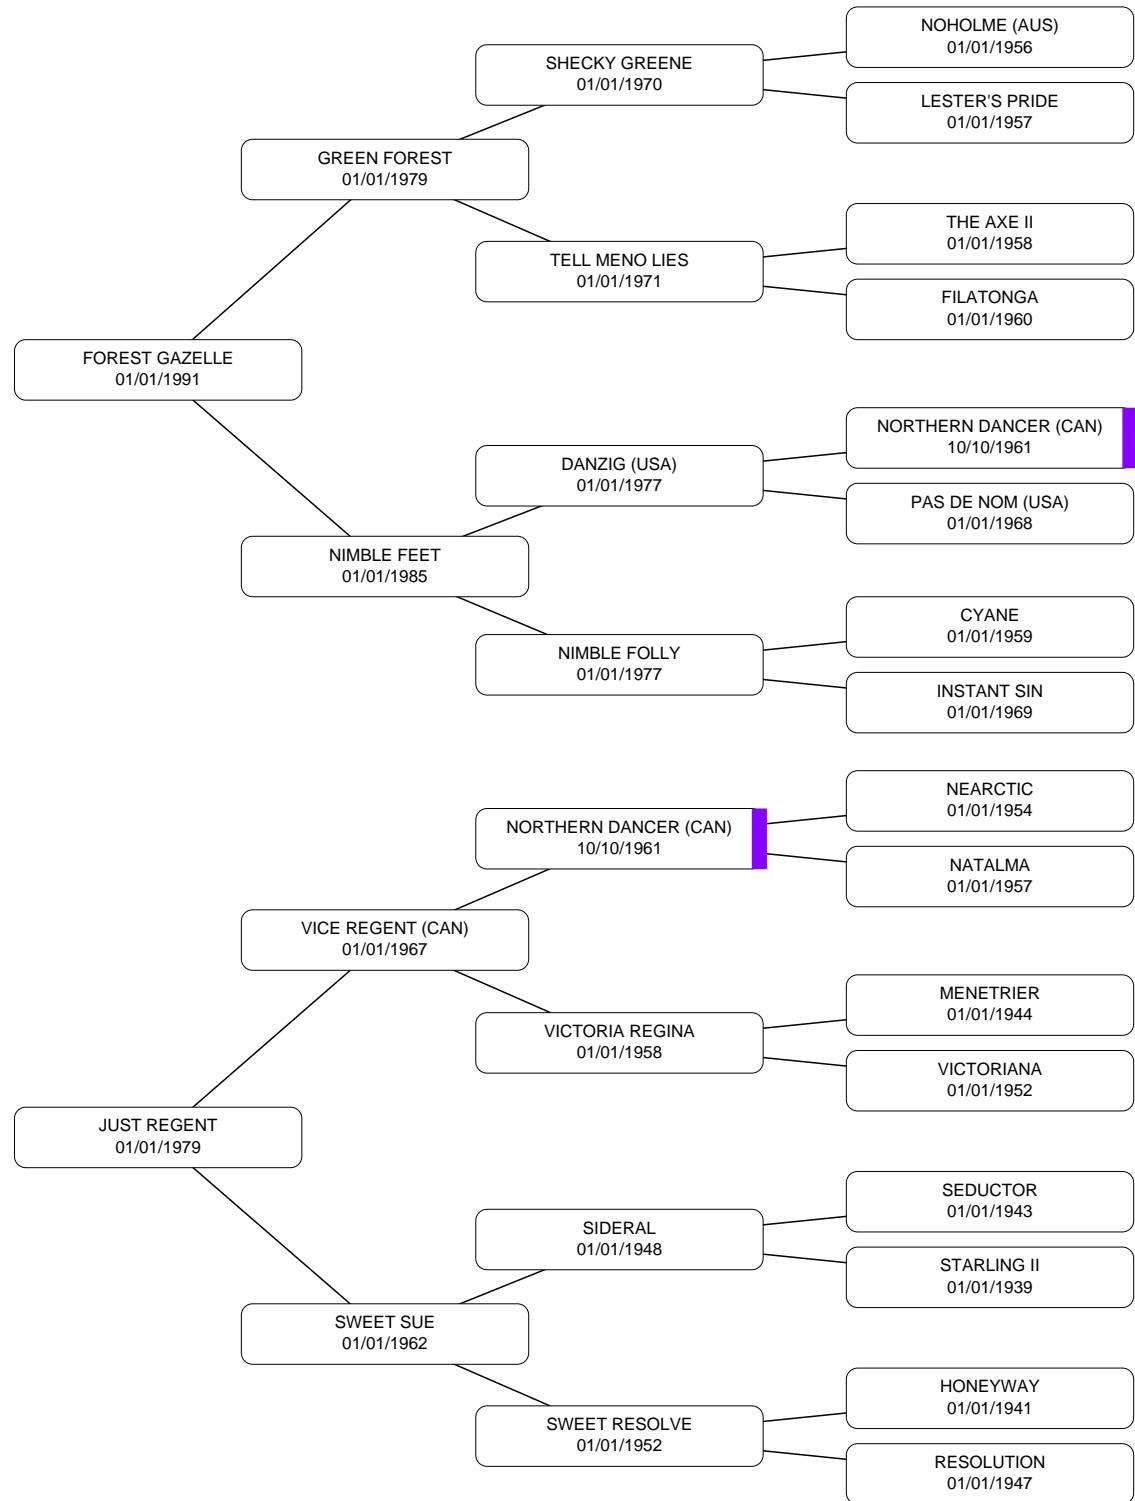 NOHOLME (AUS)
01/01/1956
SHECKY GREENE
01/01/1970
LESTER'S PRIDE
01/01/1957
GREEN FOREST
01/01/1979
THE AXE II
01/01/1958
TELL MENO LIES
01/01/1971
FILATONGA
01/01/1960
FOREST GAZELLE
01/01/1991
NORTHERN DANCER (CAN)
10/10/1961
DANZIG (USA)
01/01/1977
PAS DE NOM (USA)
01/01/1968
NIMBLE FEET
01/01/1985
CYANE
01/01/1959
NIMBLE FOLLY
01/01/1977
INSTANT SIN
01/01/1969
NEARCTIC
01/01/1954
NORTHERN DANCER (CAN)
10/10/1961
NATALMA
01/01/1957
VICE REGENT (CAN)
01/01/1967
MENETRIER
01/01/1944
VICTORIA REGINA
01/01/1958
VICTORIANA
01/01/1952
JUST REGENT
01/01/1979
SEDUCTOR
01/01/1943
SIDERAL
01/01/1948
STARLING II
01/01/1939
SWEET SUE
01/01/1962
HONEYWAY
01/01/1941
SWEET RESOLVE
01/01/1952
RESOLUTION
01/01/1947